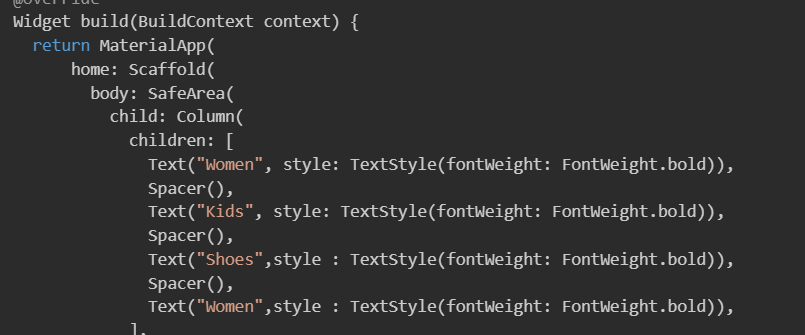 @override
Widget build(BuildContext context) {
return MaterialApp(
home: Scaffold(
body: SafeArea(
child: Column(
children: [
Text("Women", style: TextStyle(fontWeight: FontWeight.bold)),
Spacer(),
Text("Kids", style: TextStyle(fontWeight: FontWeight.bold)),
Spacer(),
Text("Shoes",style : TextStyle(fontWeight: FontWeight.bold)),
Spacer(),
Text("Women",style : TextStyle(fontWeight: FontWeight.bold)),
],